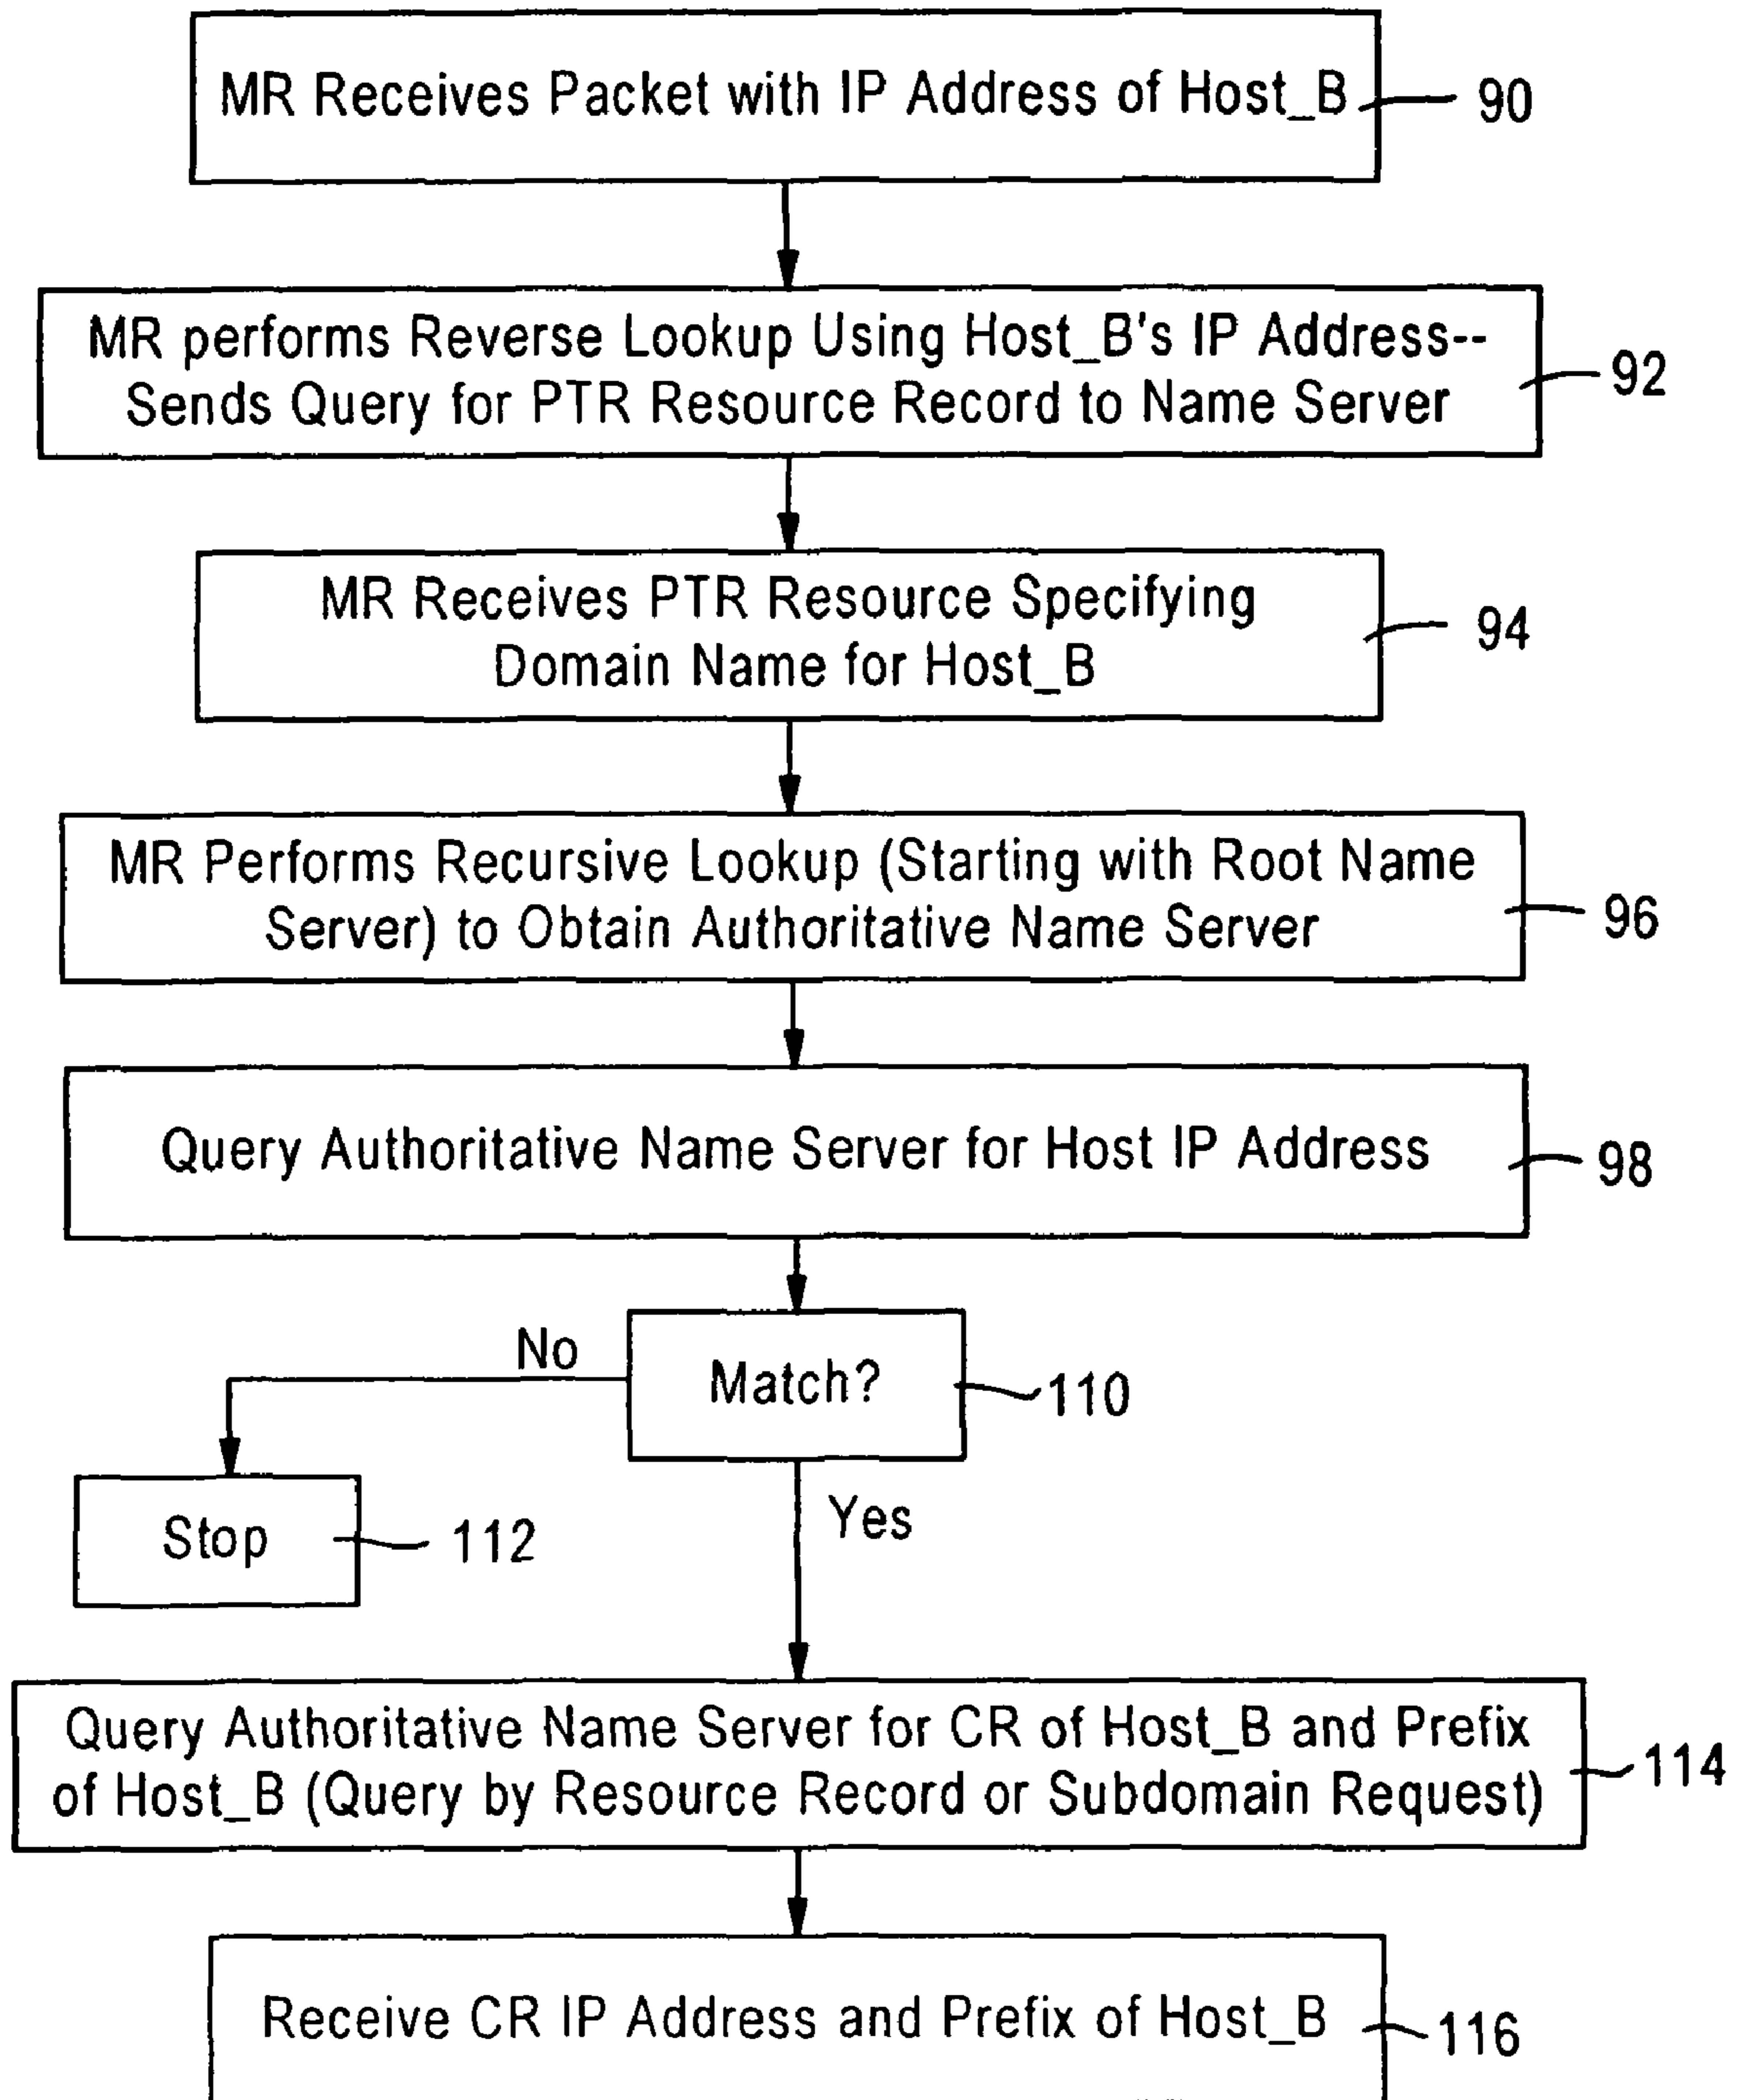 MR Receives Packet with IP Address of Host_B
90
MR performs Reverse Lookup Using Host_B's IP Address--
Sends Query for PTR Resource Record to Name Server
92
MR Receives PTR Resource Specifying
Domain Name for Host_B
94
MR Performs Recursive Lookup (Starting with Root Name
Server) to Obtain Authoritative Name Server
96
Query Authoritative Name Server for Host IP Address
98
Match?
110
No
Stop
112
Yes
Query Authoritative Name Server for CR of Host_B and Prefix
of Host_B (Query by Resource Record or Subdomain Request)
114
Receive CR IP Address and Prefix of Host_B
116